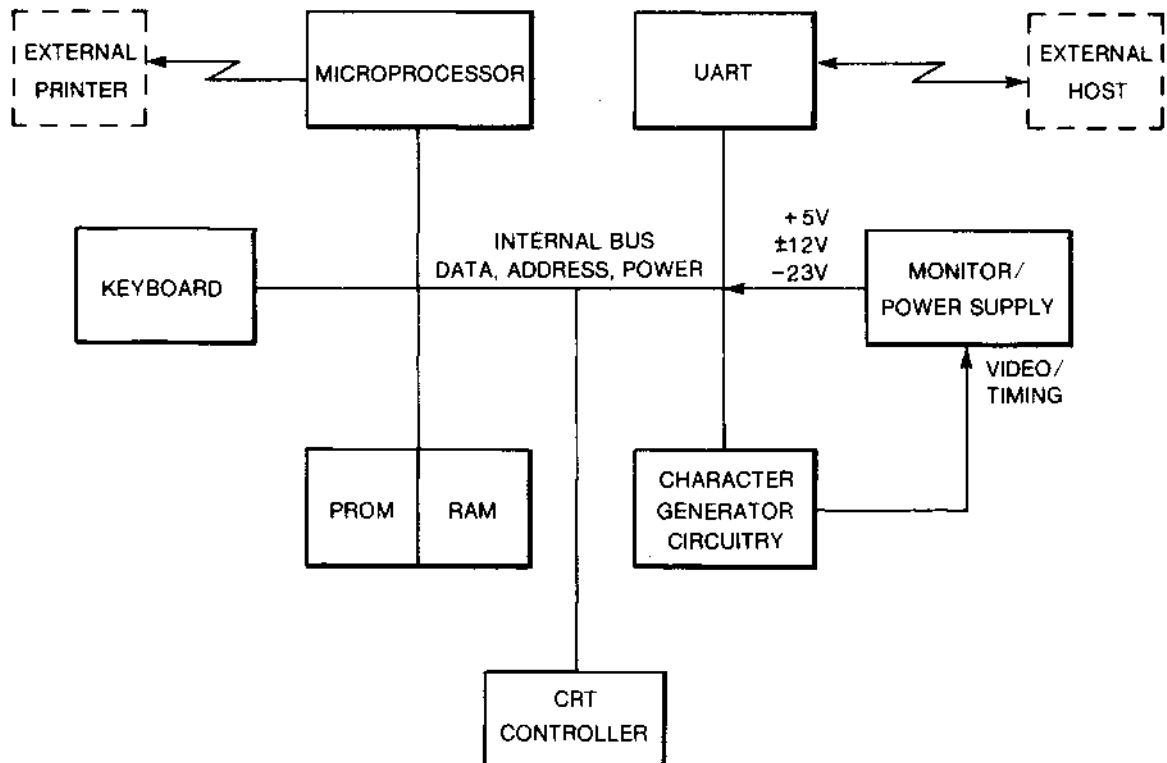 EXTERNAL
PRINTER
MICROPROCESSOR
UART
EXTERNAL
HOST
KEYBOARD
INTERNAL BUS
DATA, ADDRESS, POWER
+5V
±12V
-23V
MONITOR/
POWER SUPPLY
VIDEO/
TIMING
PROM
RAM
CHARACTER
GENERATOR
CIRCUITRY
CRT
CONTROLLER